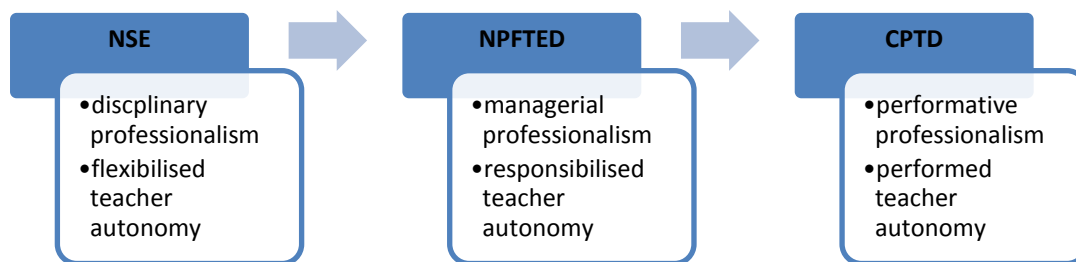 NSE
•discplinary
professionalism
•flexibilised
teacher
autonomy
NPFTED
•managerial
professionalism
•responsibilised
teacher
autonomy
CPTD
•performative
professionalism
•performed
teacher
autonomy